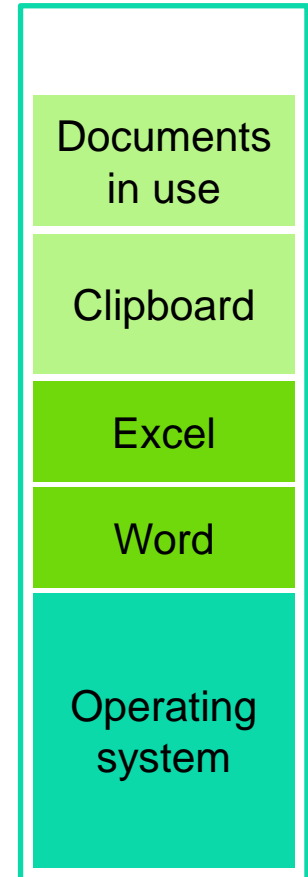 Documents
in use
Clipboard
Excel
Word
Operating
system